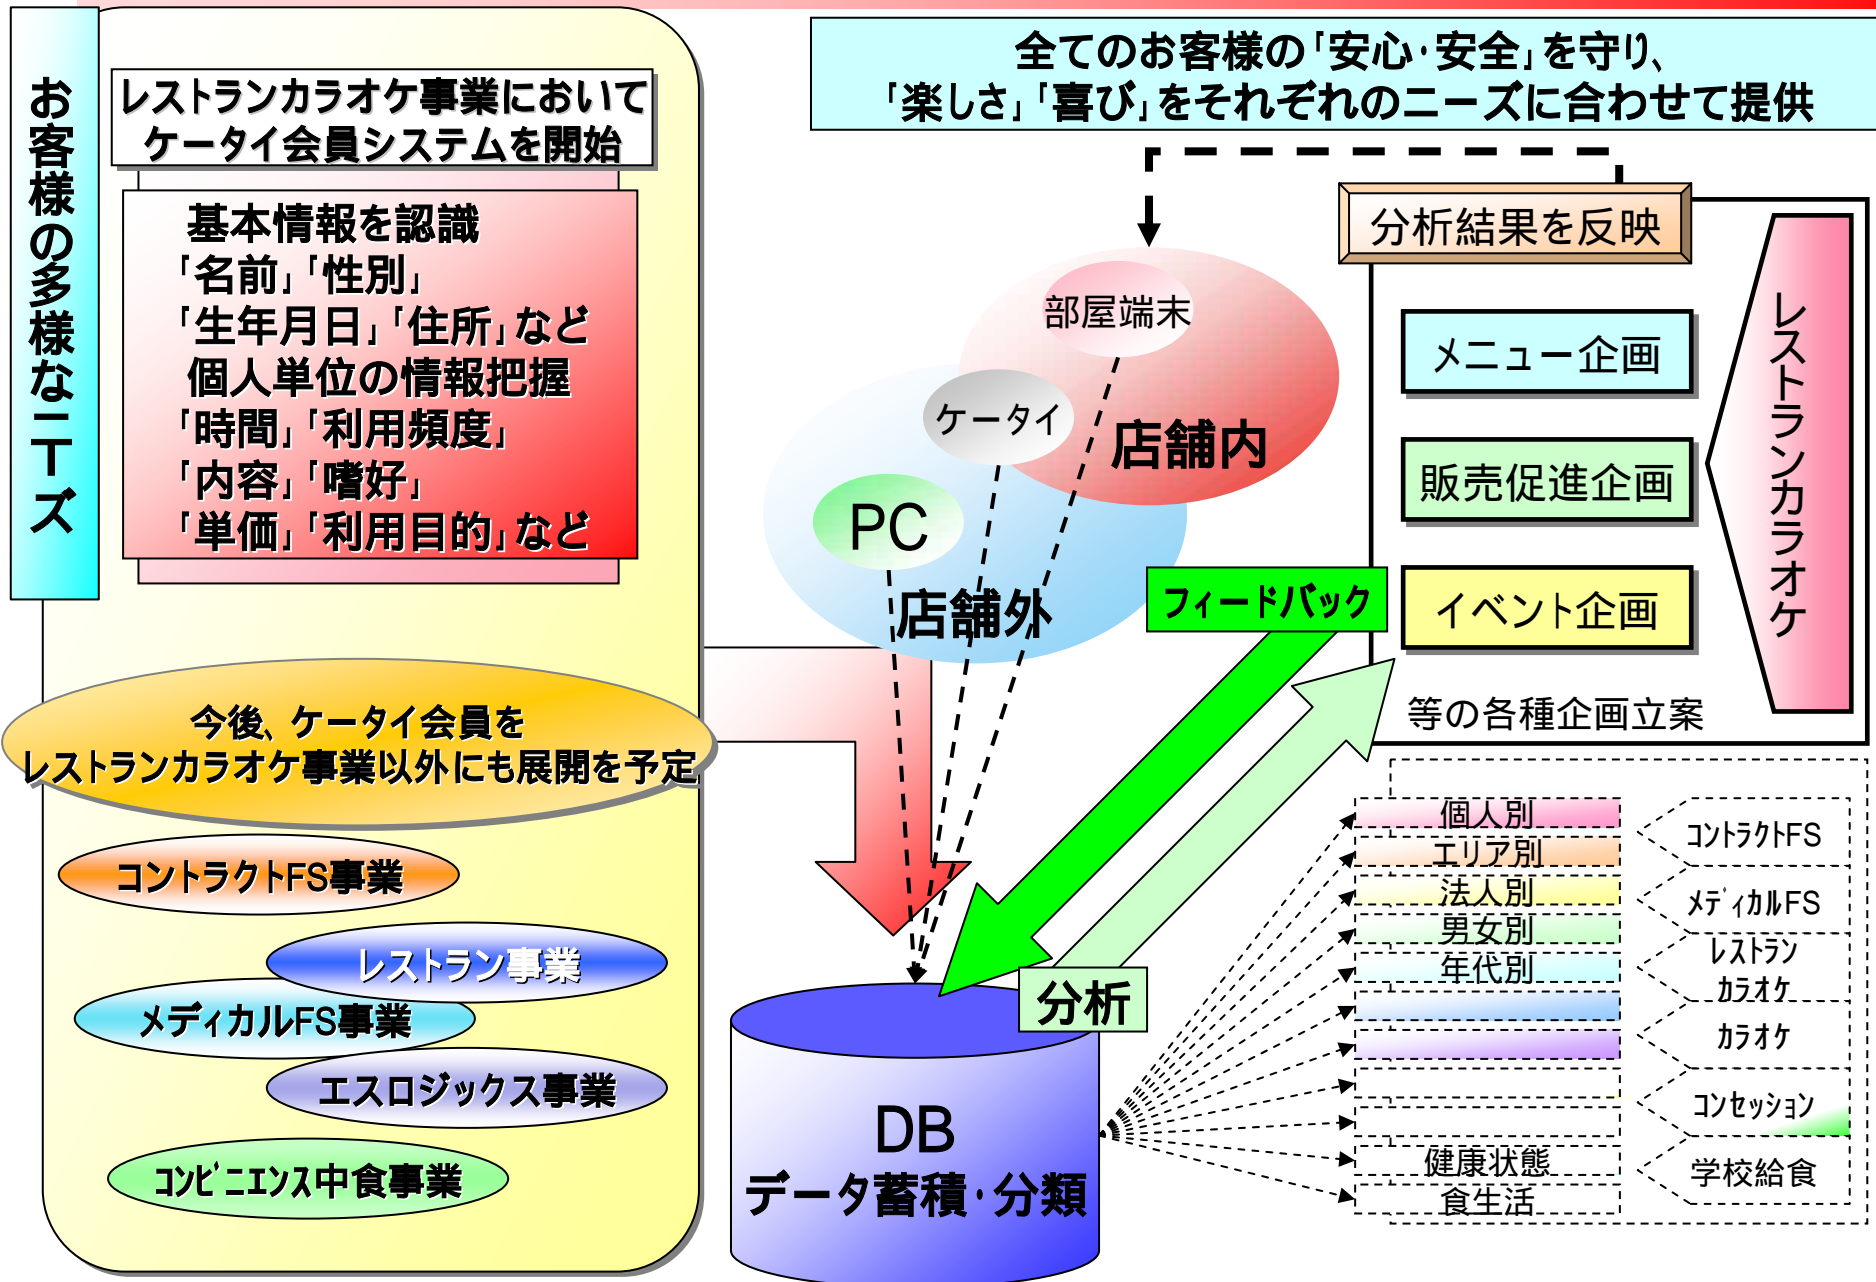 お客様の多様なニーズ
レストランカラオケ事業において
ケータイ会員システムを開始
基本情報を認識
「名前」「性別」
「生年月日」「住所」など
個人単位の情報把握
「時間」「利用頻度」
「内容」「嗜好」
「単価」「利用目的」など
今後、ケータイ会員を
レストランカラオケ事業以外にも展開を予定
コントラクトFS事業
レストラン事業
メディカルFS事業
エスロジックス事業
コンビニエンス中食事業
全てのお客様の「安心・安全」を守り、
「楽しさ」「喜び」をそれぞれのニーズに合わせて提供
部屋端末
ケータイ
店舗内
PC
店舗外
フィードバック
分析
DB
データ蓄積・分類
分析結果を反映
メニュー企画
販売促進企画
イベント企画
等の各種企画立案
レストランカラオケ
個人別
エリア別
法人別
男女別
年代別
健康状態
食生活
コントラクトFS
メディカルFS
レストラン
カラオケ
カラオケ
コンセッション
学校給食